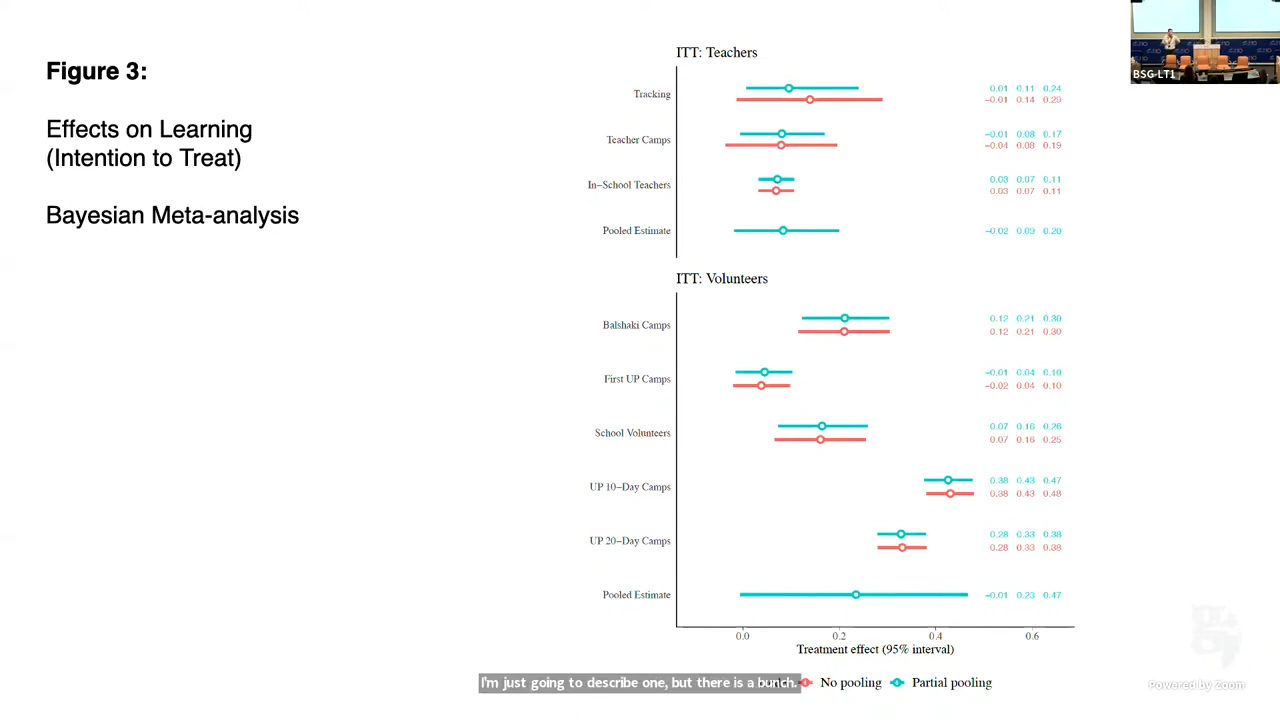 Figure 3:
Effects on Learning
(Intention to Treat)
Bayesian Meta-analysis
BSG-LT1
ITT: Teachers
Tracking
0.01 0.11 0.24
−0.01 0.14 0.29
Teacher Camps
−0.01 0.08 0.17
−0.04 0.08 0.19
In−School Teachers
0.03 0.07 0.11
0.03 0.07 0.11
Pooled Estimate
−0.02 0.09 0.20
ITT: Volunteers
Balshaki Camps
0.12 0.21 0.30
0.12 0.21 0.30
First UP Camps
−0.01 0.04 0.10
−0.02 0.04 0.10
School Volunteers
0.07 0.16 0.26
0.07 0.16 0.25
UP 10−Day Camps
0.38 0.43 0.47
0.38 0.43 0.48
UP 20−Day Camps
0.28 0.33 0.38
0.28 0.33 0.38
Pooled Estimate
−0.01 0.23 0.47
0.0 0.2 0.4 0.6
Treatment effect (95% interval)
No pooling Partial pooling
I'm just going to describe one, but there is a bunch.
Powered by Zoom